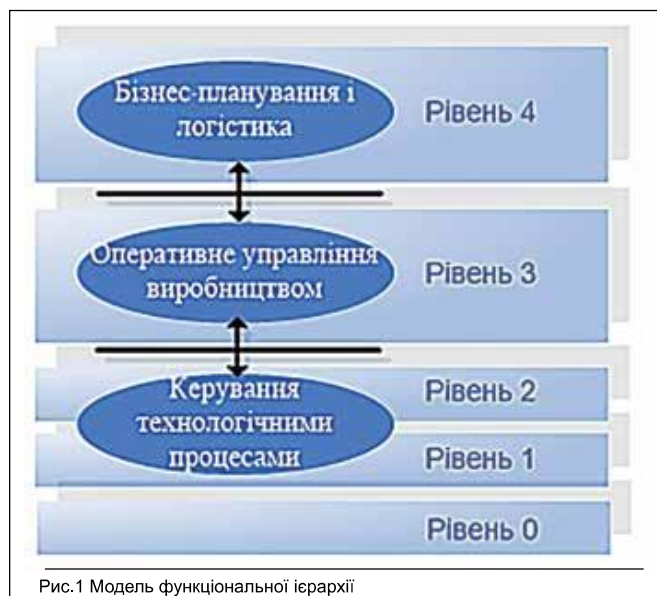 Бізнес-планування і
логістика
Рівень 4
Оперативне управління
виробництвом
Рівень 3
Керування
технологічними
процесами
Рівень 2
Рівень 1
Рівень 0
Рис.1 Модель функціональної ієрархії